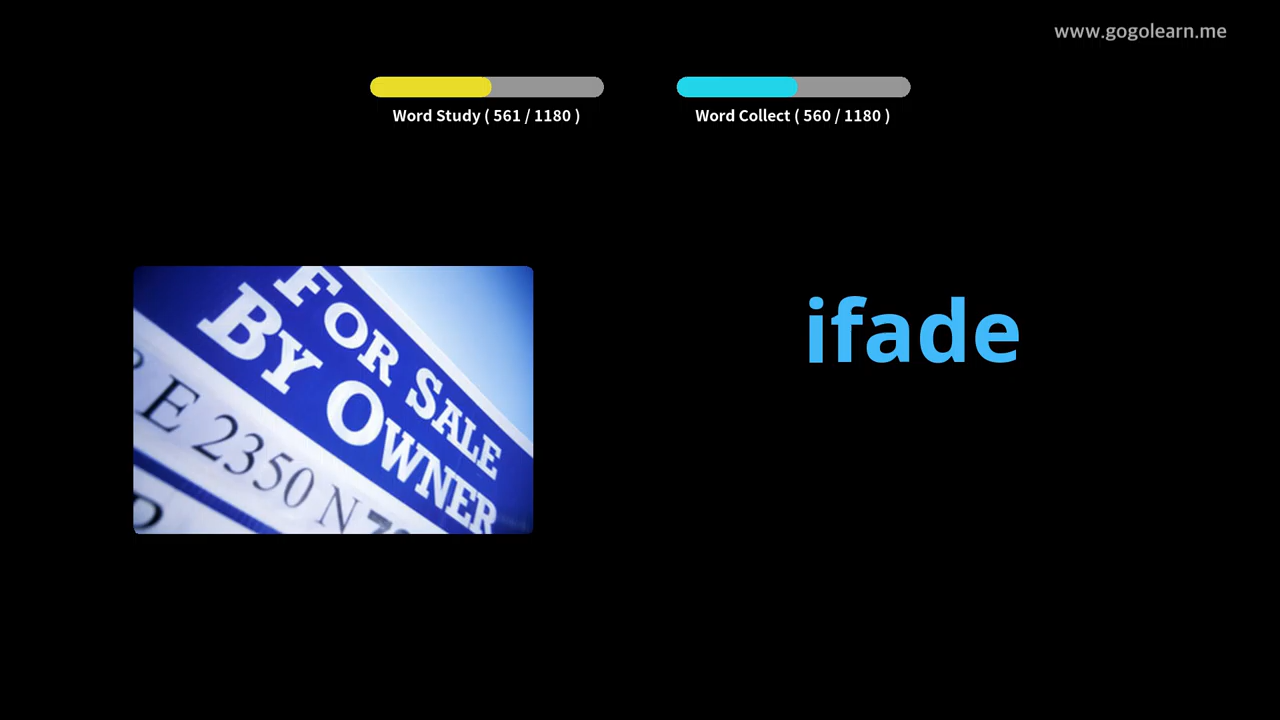 www.gogolearn.me
Word Study ( 561 / 1180 )
Word Collect ( 560 / 1180 )
FOR SALE
BY OWNER
E 2350 N
ifade